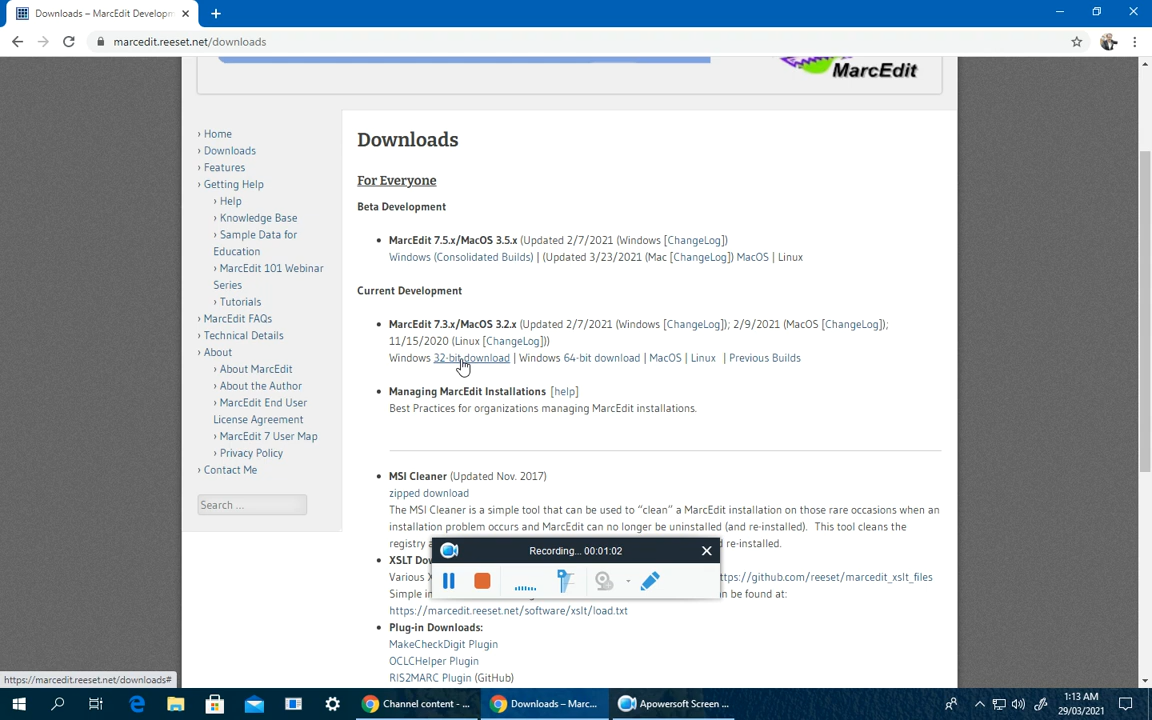 Downloads – MarcEdit Developm
marcedit.reeset.net/downloads
MarcEdit
› Home
› Downloads
› Features
› Getting Help
› Help
› Knowledge Base
› Sample Data for
Education
› MarcEdit 101 Webinar
Series
› Tutorials
› MarcEdit FAQs
› Technical Details
› About
› About MarcEdit
› About the Author
› MarcEdit End User
License Agreement
› MarcEdit 7 User Map
› Privacy Policy
› Contact Me
Search ...
Downloads
For Everyone
Beta Development
• MarcEdit 7.5.x/MacOS 3.5.x (Updated 2/7/2021 (Windows [ChangeLog])
Windows (Consolidated Builds) | (Updated 3/23/2021 (Mac [ChangeLog]) MacOS | Linux
Current Development
• MarcEdit 7.3.x/MacOS 3.2.x (Updated 2/7/2021 (Windows [ChangeLog]); 2/9/2021 (MacOS [ChangeLog]);
11/15/2020 (Linux [ChangeLog]))
Windows 32-bit download | Windows 64-bit download | MacOS | Linux | Previous Builds
• Managing MarcEdit Installations [help]
Best Practices for organizations managing MarcEdit installations.
• MSI Cleaner (Updated Nov. 2017)
zipped download
The MSI Cleaner is a simple tool that can be used to “clean” a MarcEdit installation on those rare occasions when an
installation problem occurs and MarcEdit can no longer be uninstalled (and re-installed). This tool cleans the
registry a
d re-installed.
Recording... 00:01:02
• XSLT Dov
Various X
ttps://github.com/reeset/marcedit_xslt_files
Simple in
n be found at:
https://marcedit.reeset.net/software/xslt/load.txt
• Plug-in Downloads:
MakeCheckDigit Plugin
OCLCHelper Plugin
RIS2MARC Plugin (GitHub)
https://marcedit.reeset.net/downloads#
Channel content - ...
Downloads – Marc...
Apowersoft Screen ...
1:13 AM
29/03/2021